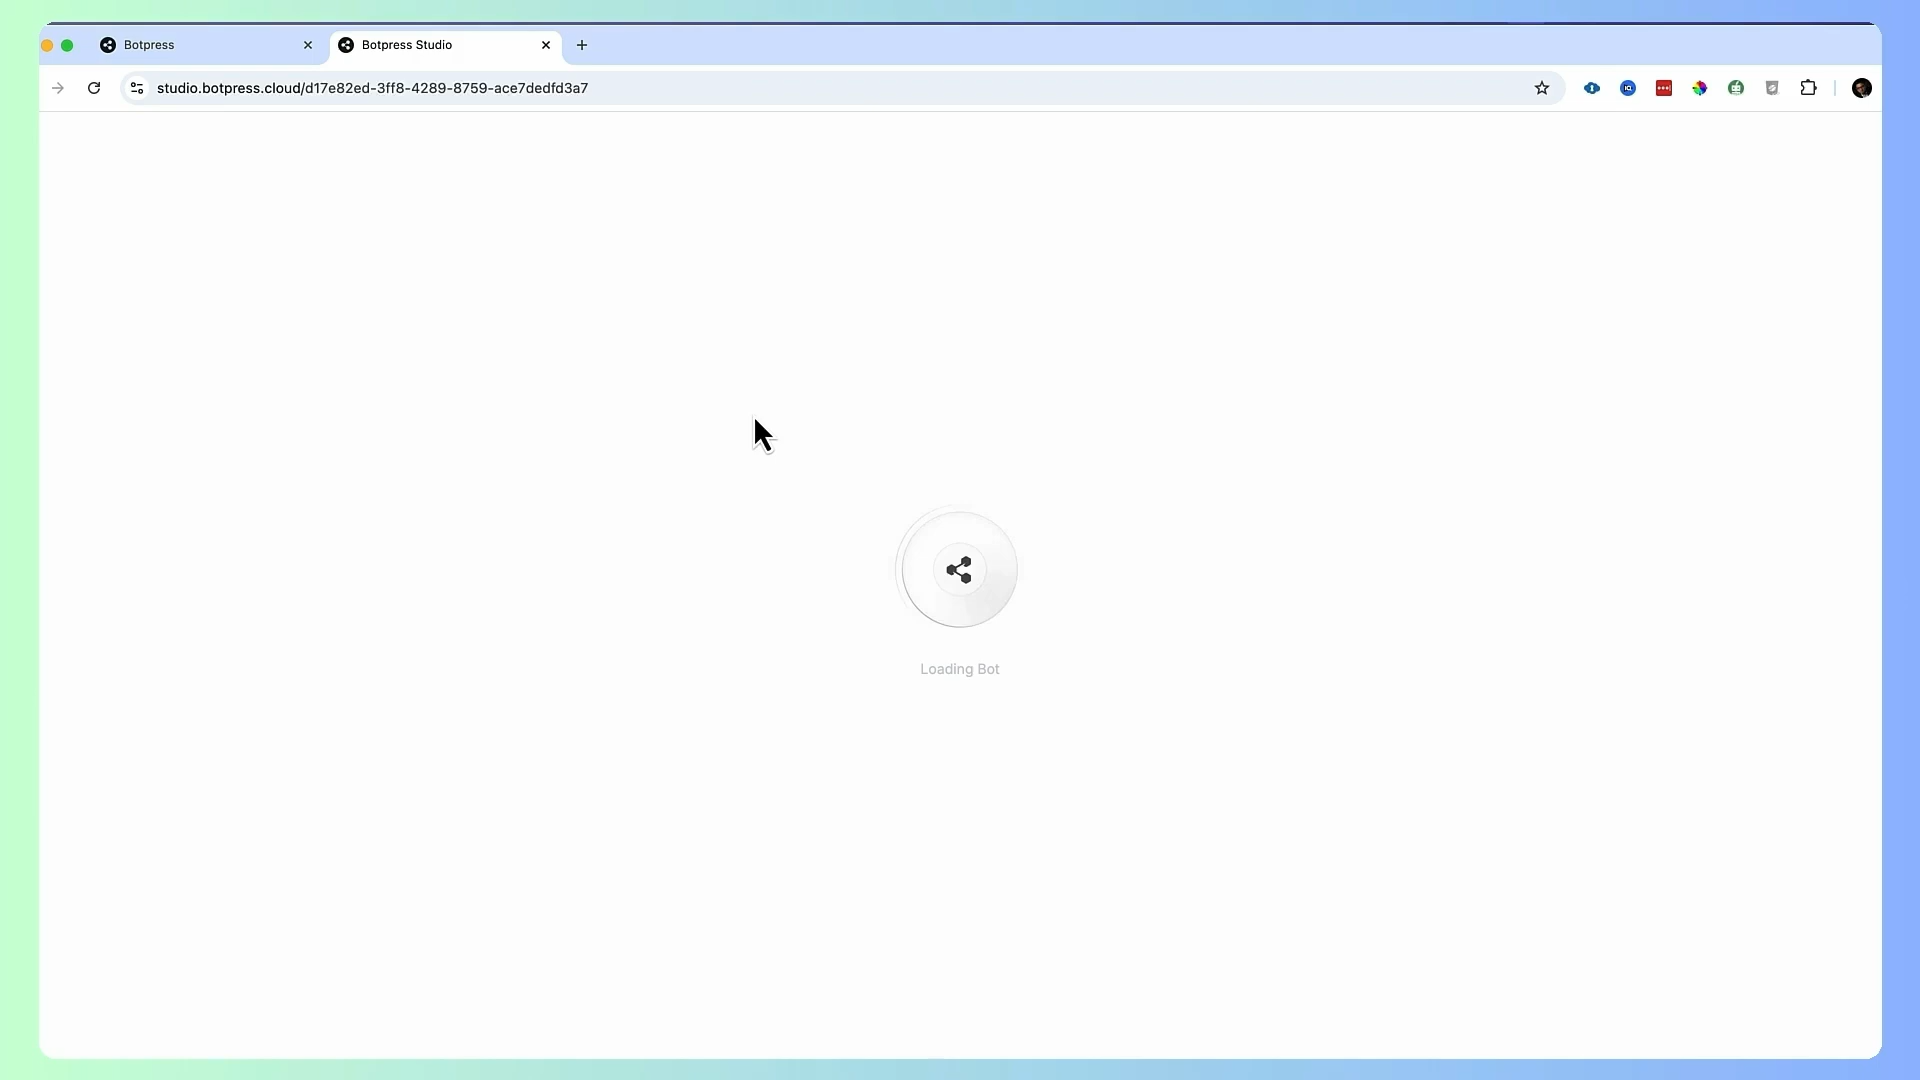 Botpress
Botpress Studio
studio.botpress.cloud/d17e82ed-3ff8-4289-8759-ace7dedfd3a7
Loading Bot